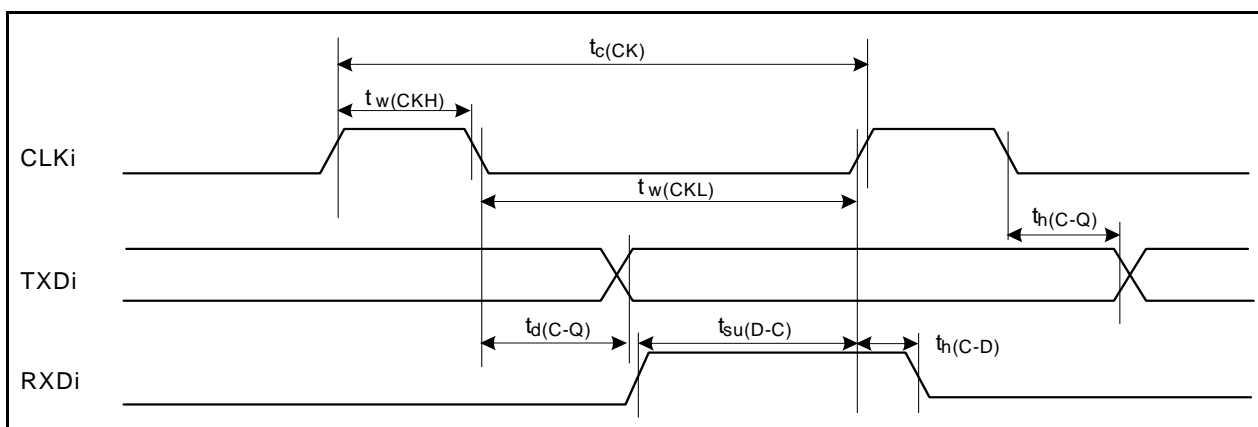 tc(CK)
tw(CKH)
CLKi
tw(CKL)
th(C-Q)
TXDi
td(C-Q)
tsu(D-C)
th(C-D)
RXDi